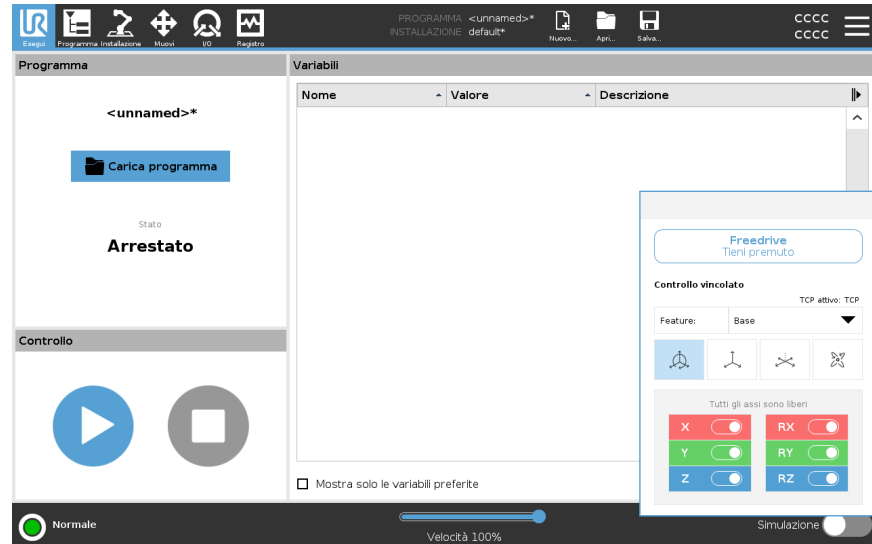 UR
Esegui
Programma
Installazione
Muovi
I/O
Registro
PROGRAMMA <unnamed>*
INSTALLAZIONE default*
Nuovo...
Apri...
Salva...
cccc
cccc
Programma
<unnamed>*
Carica programma
Stato
Arrestato
Controllo
Variabili
Nome
Valore
Descrizione
Mostra solo le variabili preferite
Freedrive
Tieni premuto
Controllo vincolato
TCP attivo: TCP
Feature: Base
Tutti gli assi sono liberi
X RX
Y RY
Z RZ
Normale
Velocità 100%
Simulazione